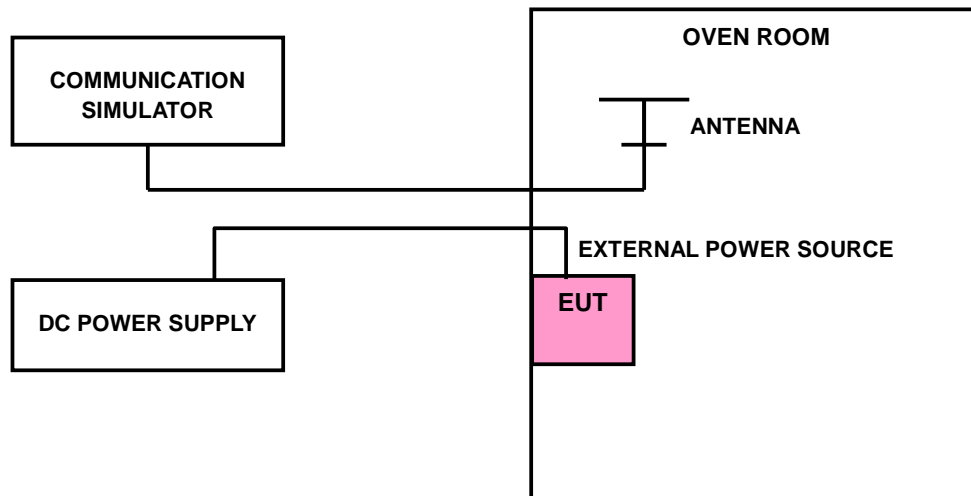 OVEN ROOM
COMMUNICATION
SIMULATOR
ANTENNA
EXTERNAL POWER SOURCE
EUT
DC POWER SUPPLY